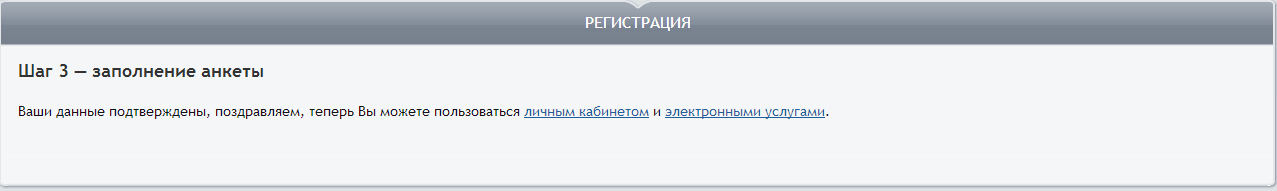 РЕГИСТРАЦИЯ
Шаг 3 — заполнение анкеты
Ваши данные подтверждены, поздравляем, теперь Вы можете пользоваться личным кабинетом и электронными услугами.